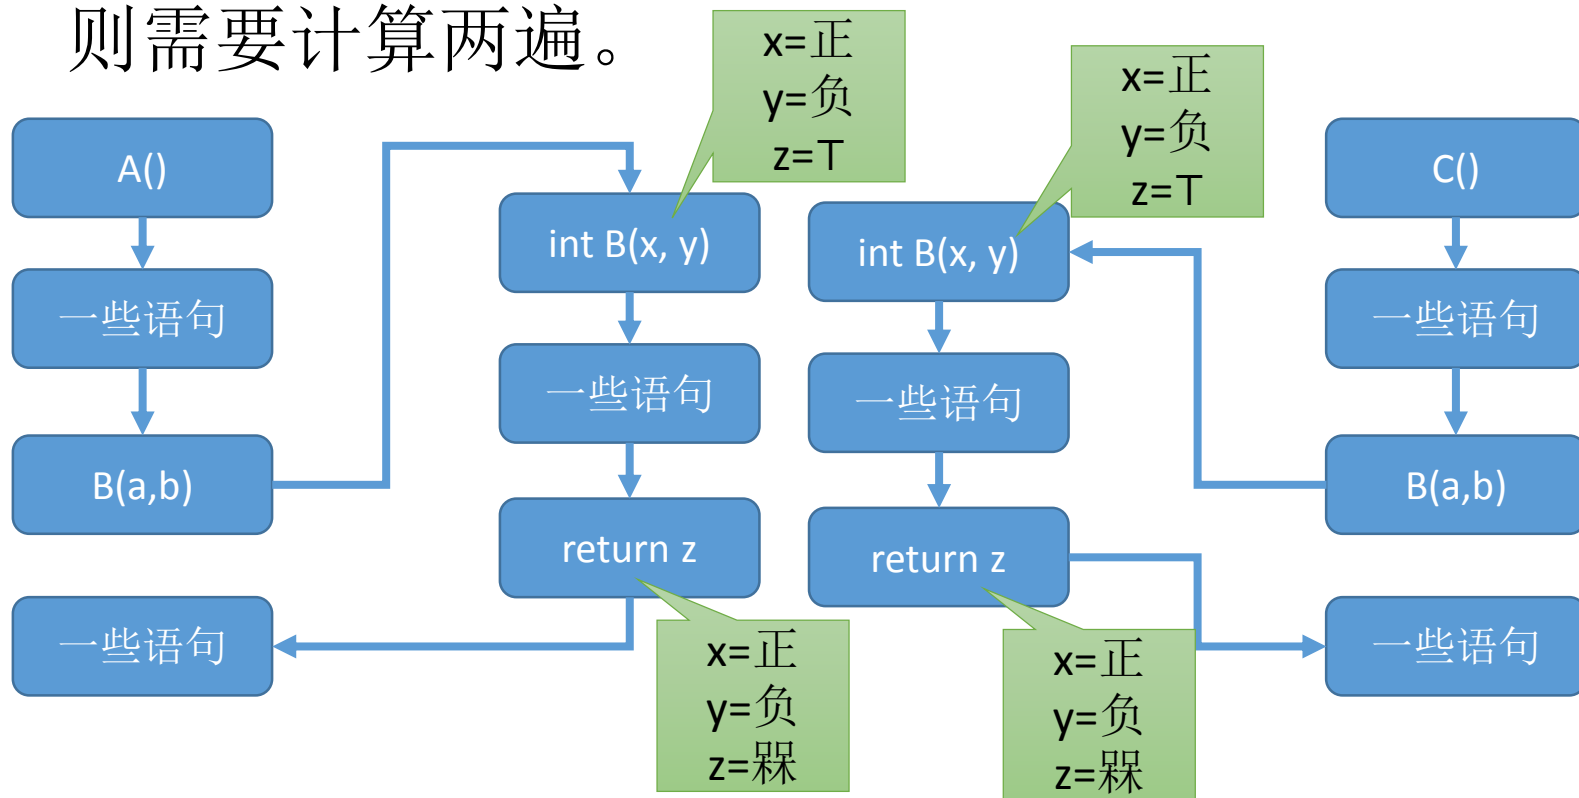 则需要计算两遍。
x=正
y=负
z=⊤
x=正
y=负
z=⊤
A()
一些语句
B(a,b)
一些语句
int B(x, y)
一些语句
return z
x=正
y=负
z=槑
int B(x, y)
一些语句
return z
x=正
y=负
z=槑
C()
一些语句
B(a,b)
一些语句